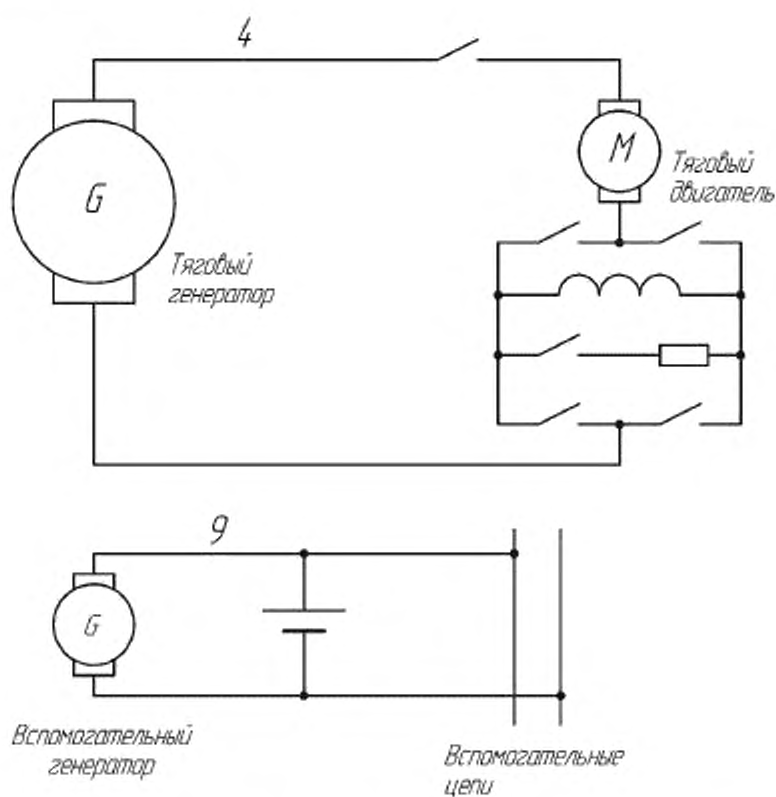 4
G
M
Тяговый
двигатель
Тяговый
генератор
9
G
Вспомогательный
генератор
Вспомогательные
цепи